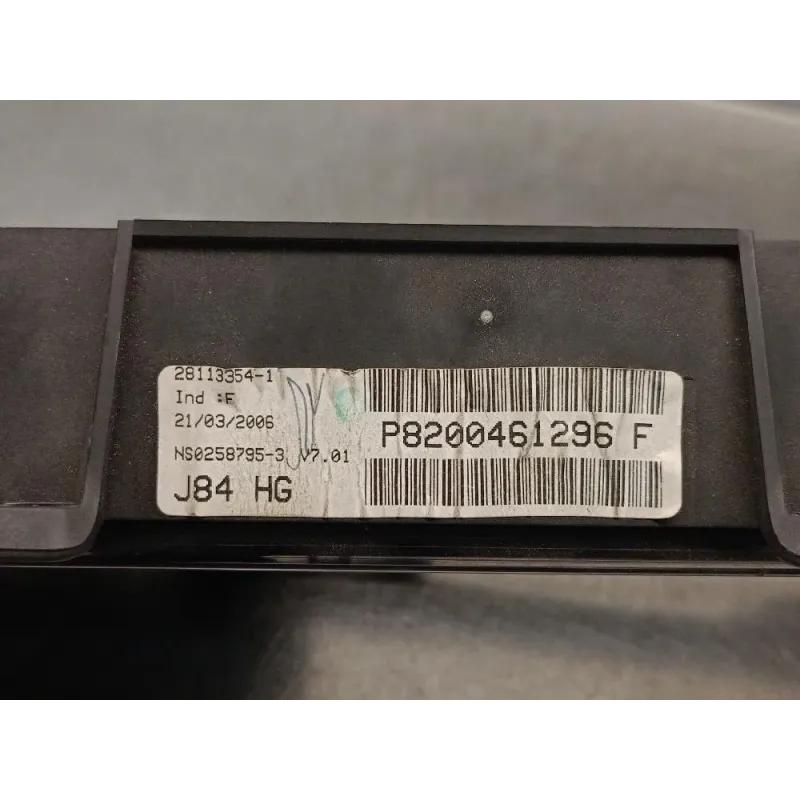 28113354-1
Ind :F
21/03/2006
NS0258795-3 V7.01
J84 HG
P8200461296 F